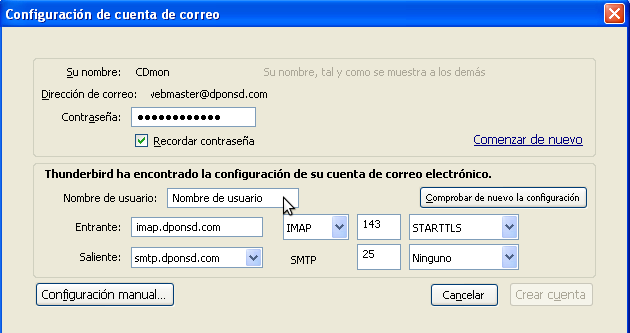 Configuración de cuenta de correo
Su nombre: CDmon Su nombre, tal y como se muestra a los demás
Dirección de correo: webmaster@dponsd.com
Contraseña: ••••••••••••
Recordar contraseña Comenzar de nuevo
Thunderbird ha encontrado la configuración de su cuenta de correo electrónico.
Nombre de usuario: Nombre de usuario Comprobar de nuevo la configuración
Entrante: imap.dponsd.com IMAP 143 STARTTLS
Saliente: smtp.dponsd.com SMTP 25 Ninguno
Configuración manual... Cancelar Crear cuenta